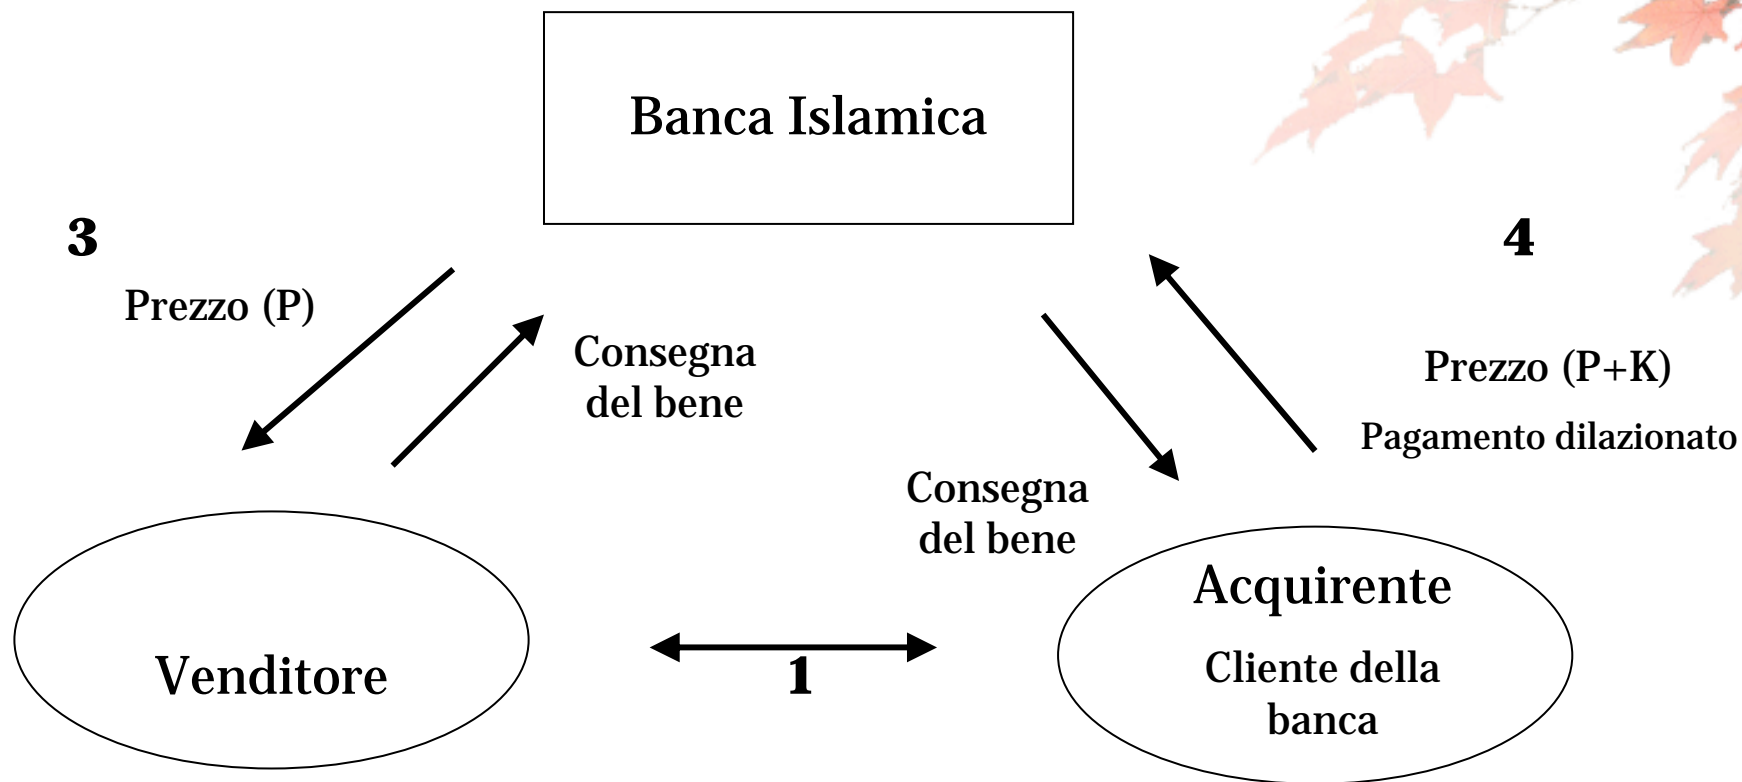 Banca Islamica
3
4
Prezzo (P)
Consegna
del bene
Prezzo (P+K)
Pagamento dilazionato
Consegna
del bene
Venditore
1
Acquirente
Cliente della
banca